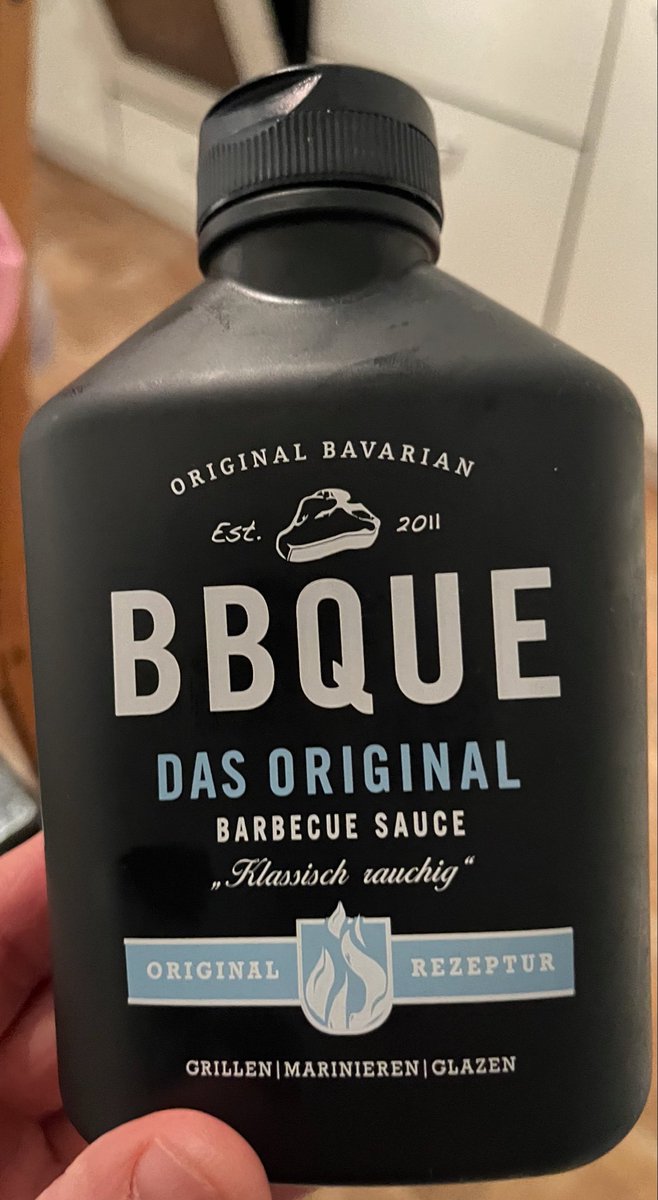 ORIGINAL BAVARIAN
Est. 2011
BBQUE
DAS ORIGINAL
BARBECUE SAUCE
„Klassisch rauchig“
ORIGINAL REZEPTUR
GRILLEN|MARINIEREN|GLAZEN